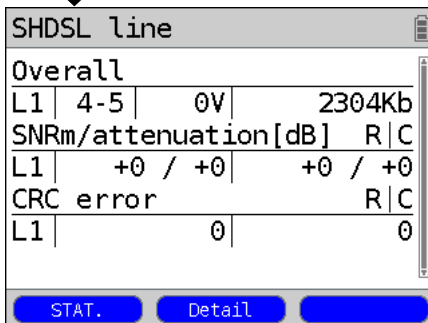 SHDSL line
Overall
L1| 4-5| 0V| 2304Kb
SNRm/attenuation[dB] R|C
L1| +0 / +0| +0 / +0
CRC error R|C
L1| 0| 0
STAT. Detail